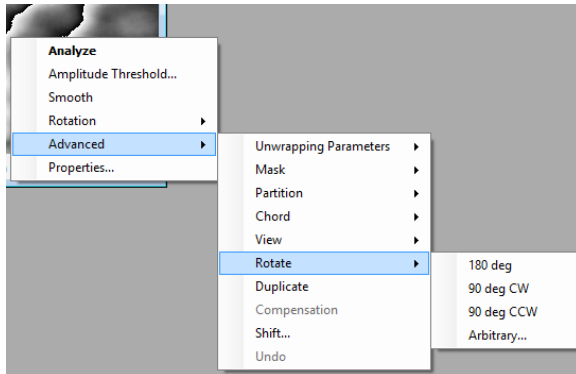 Analyze
Amplitude Threshold...
Smooth
Rotation
Advanced
Properties...
Unwrapping Parameters
Mask
Partition
Chord
View
Rotate
Duplicate
Compensation
Shift...
Undo
180 deg
90 deg CW
90 deg CCW
Arbitrary...